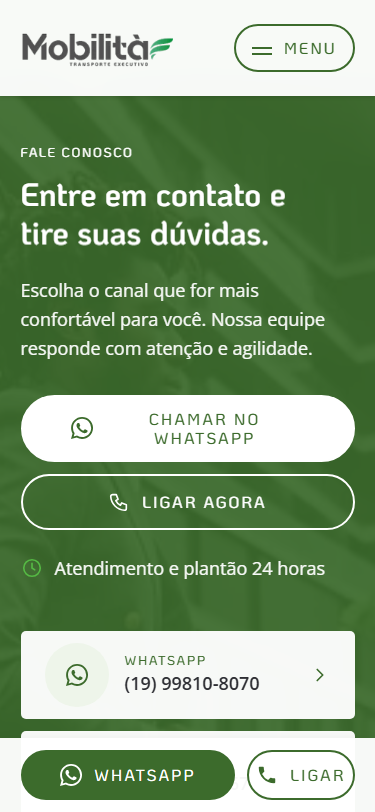 Mobilità
TRANSPORTE EXECUTIVO
MENU
FALE CONOSCO
Entre em contato e
tire suas dúvidas.
Escolha o canal que for mais
confortável para você. Nossa equipe
responde com atenção e agilidade.
CHAMAR NO
WHATSAPP
LIGAR AGORA
Atendimento e plantão 24 horas
WHATSAPP
(19) 99810-8070
WHATSAPP
LIGAR